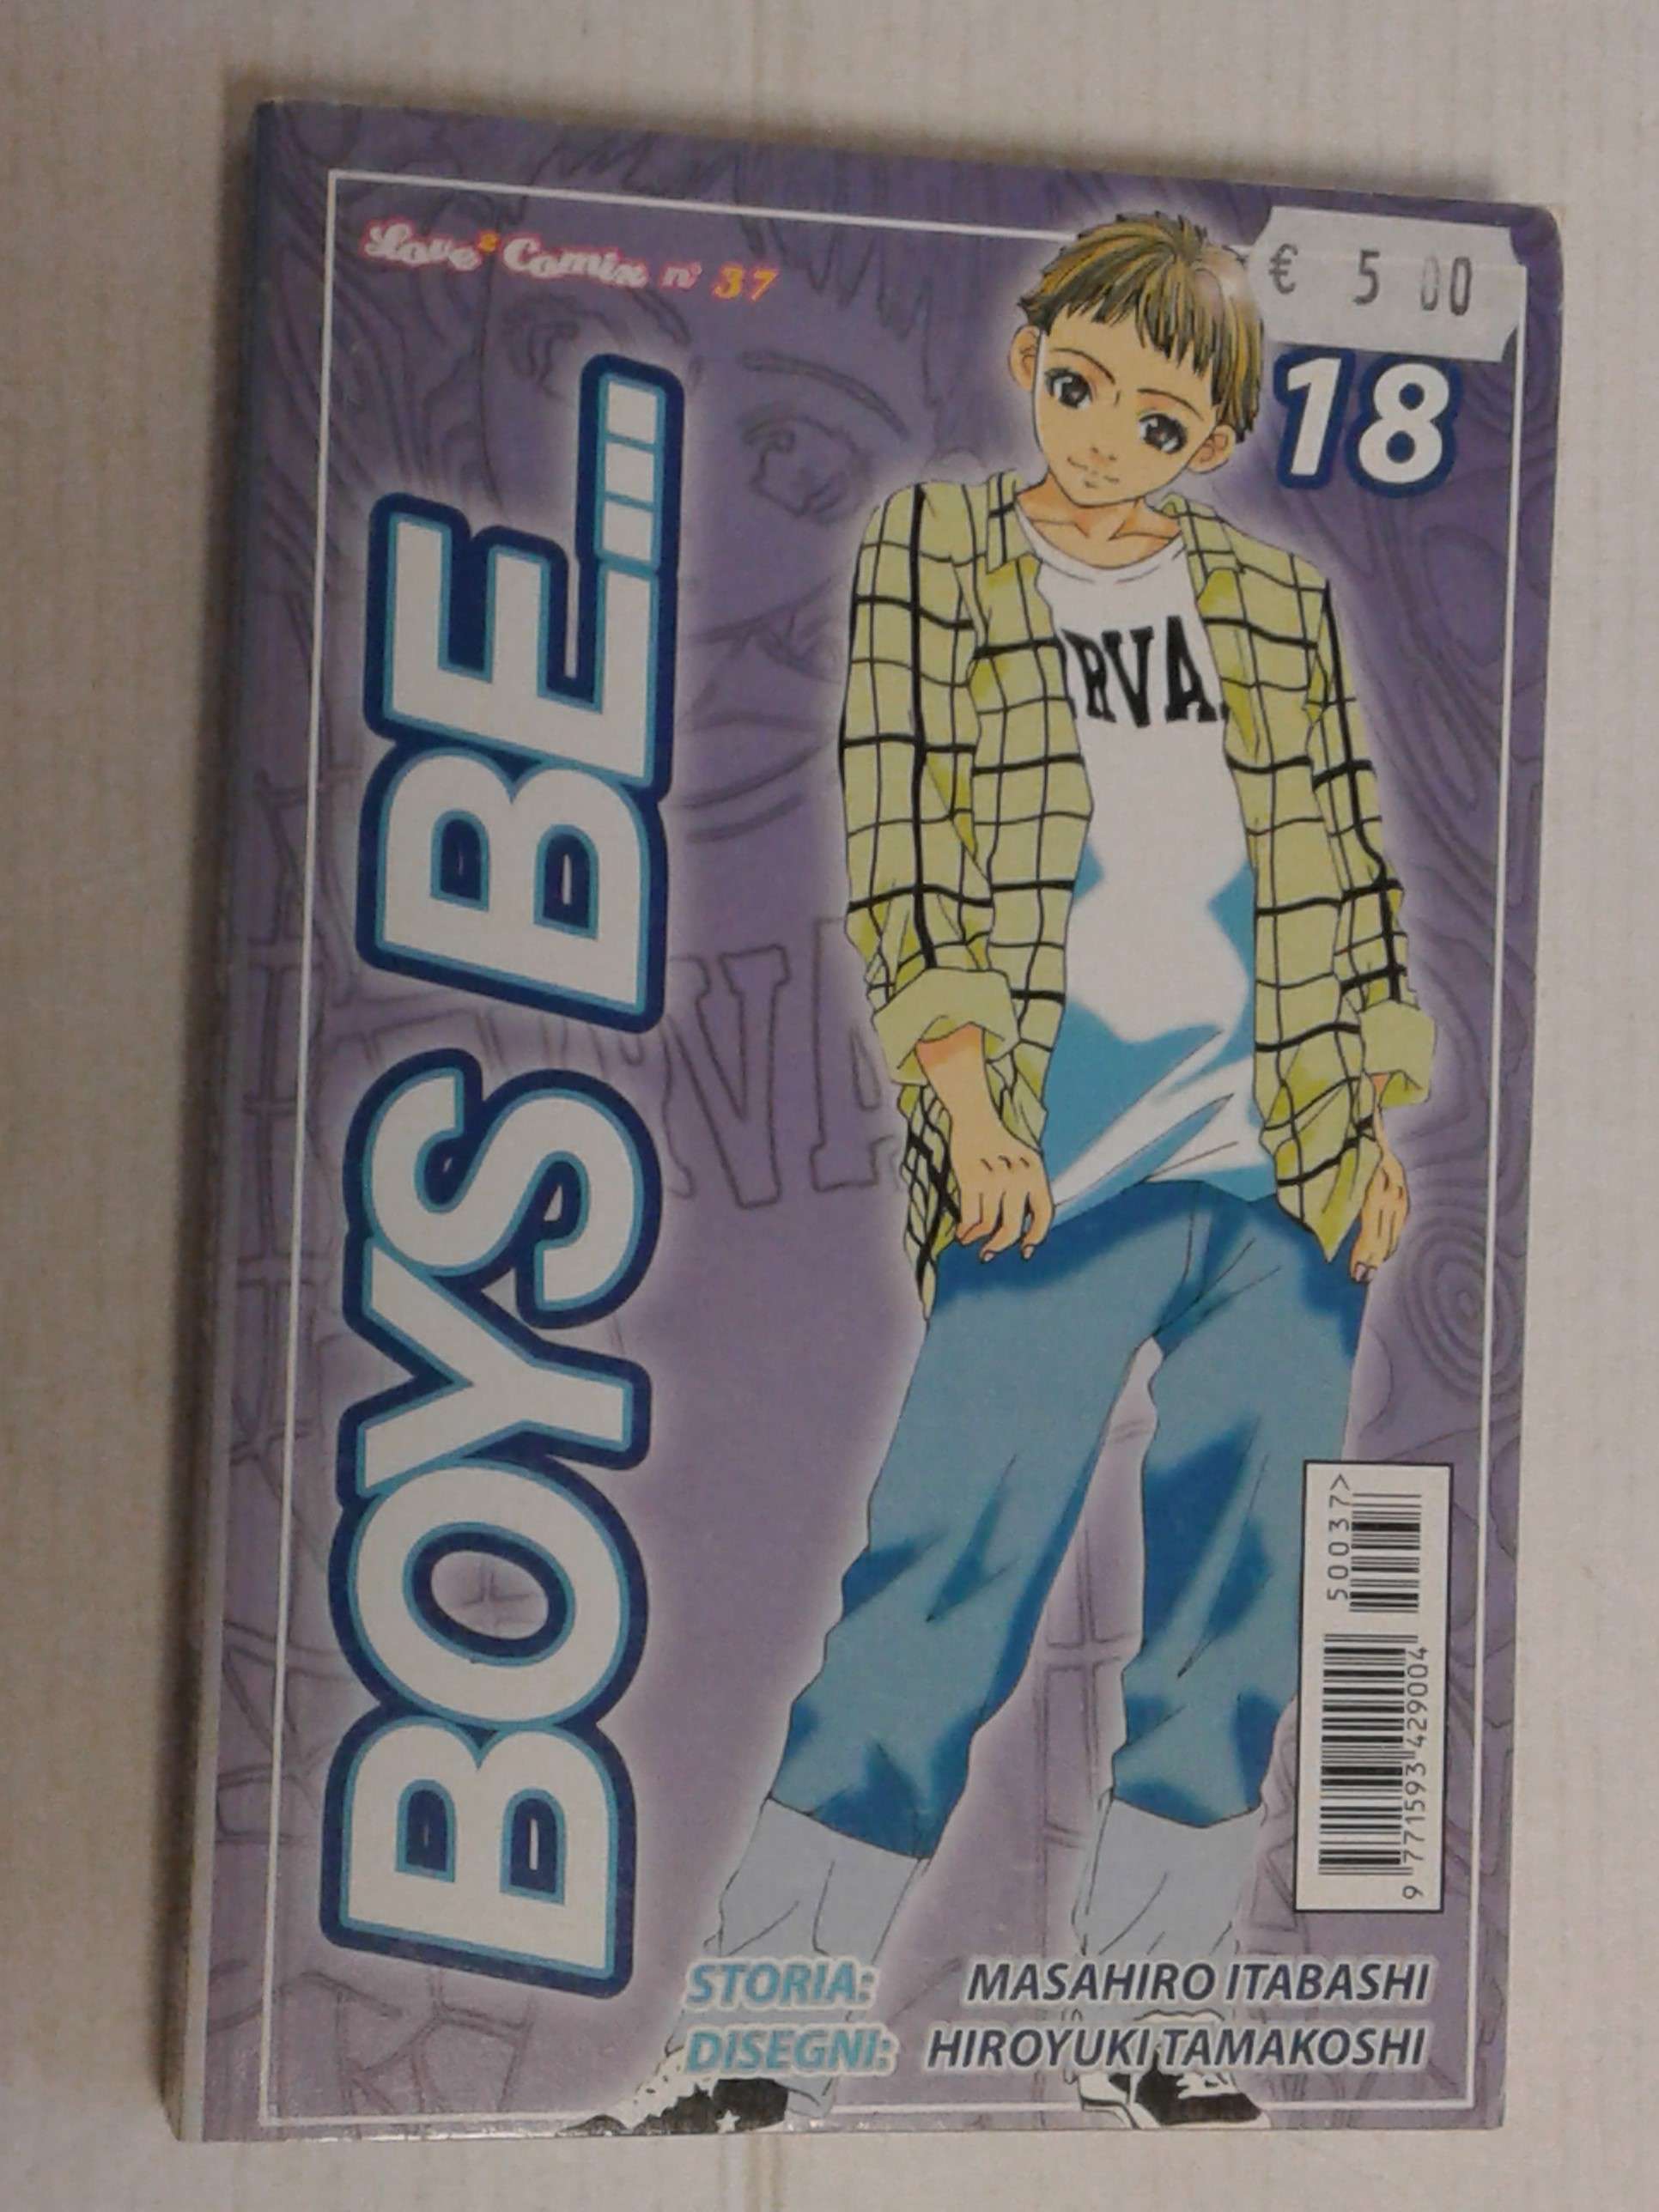 Love² Comix n° 37
€ 5 00
18
BOYS BE...
RVA
50037>
9 771593 429004
STORIA: MASAHIRO ITABASHI
DISEGNI: HIROYUKI TAMAKOSHI